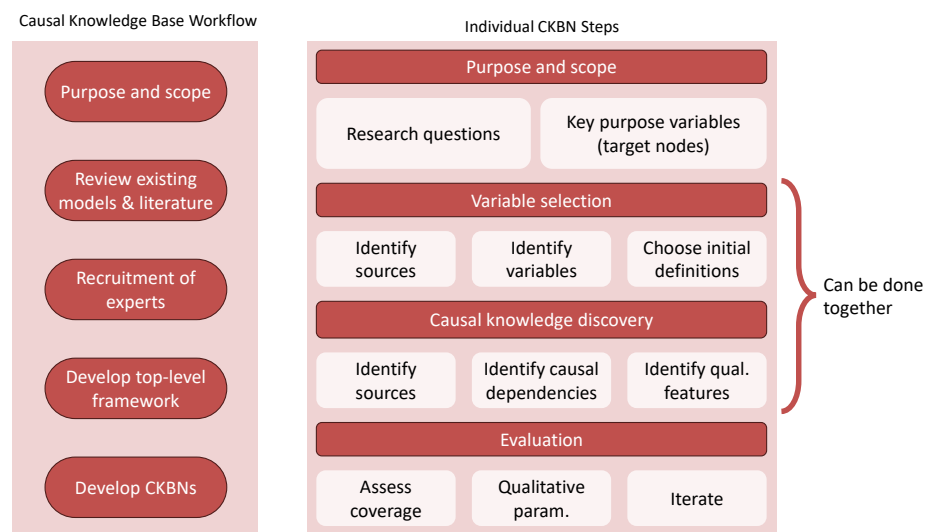 Causal Knowledge Base Workflow
Purpose and scope
Review existing
models & literature
Recruitment of
experts
Develop top-level
framework
Develop CKBNs
Individual CKBN Steps
Purpose and scope
Research questions
Key purpose variables
(target nodes)
Variable selection
Identify
sources
Identify
variables
Choose initial
definitions
Causal knowledge discovery
Identify
sources
Identify causal
dependencies
Identify qual.
features
Evaluation
Assess
coverage
Qualitative
param.
Iterate
Can be done
together